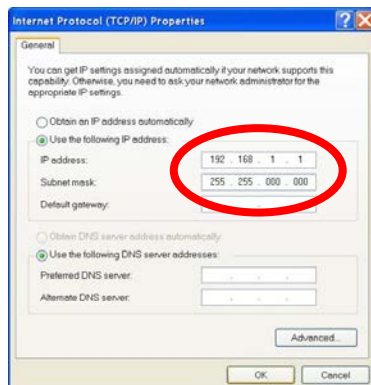 Internet Protocol (TCP/IP) Properties
General
You can get IP settings assigned automatically if your network supports this
capability. Otherwise, you need to ask your network administrator for the
appropriate IP settings.
Obtain an IP address automatically
Use the following IP address:
IP address: 192 . 168 . 1 . 1
Subnet mask: 255 . 255 . 000 . 000
Default gateway: . . .
Obtain DNS server address automatically
Use the following DNS server addresses:
Preferred DNS server: . . .
Alternate DNS server: . . .
Advanced...
OK Cancel